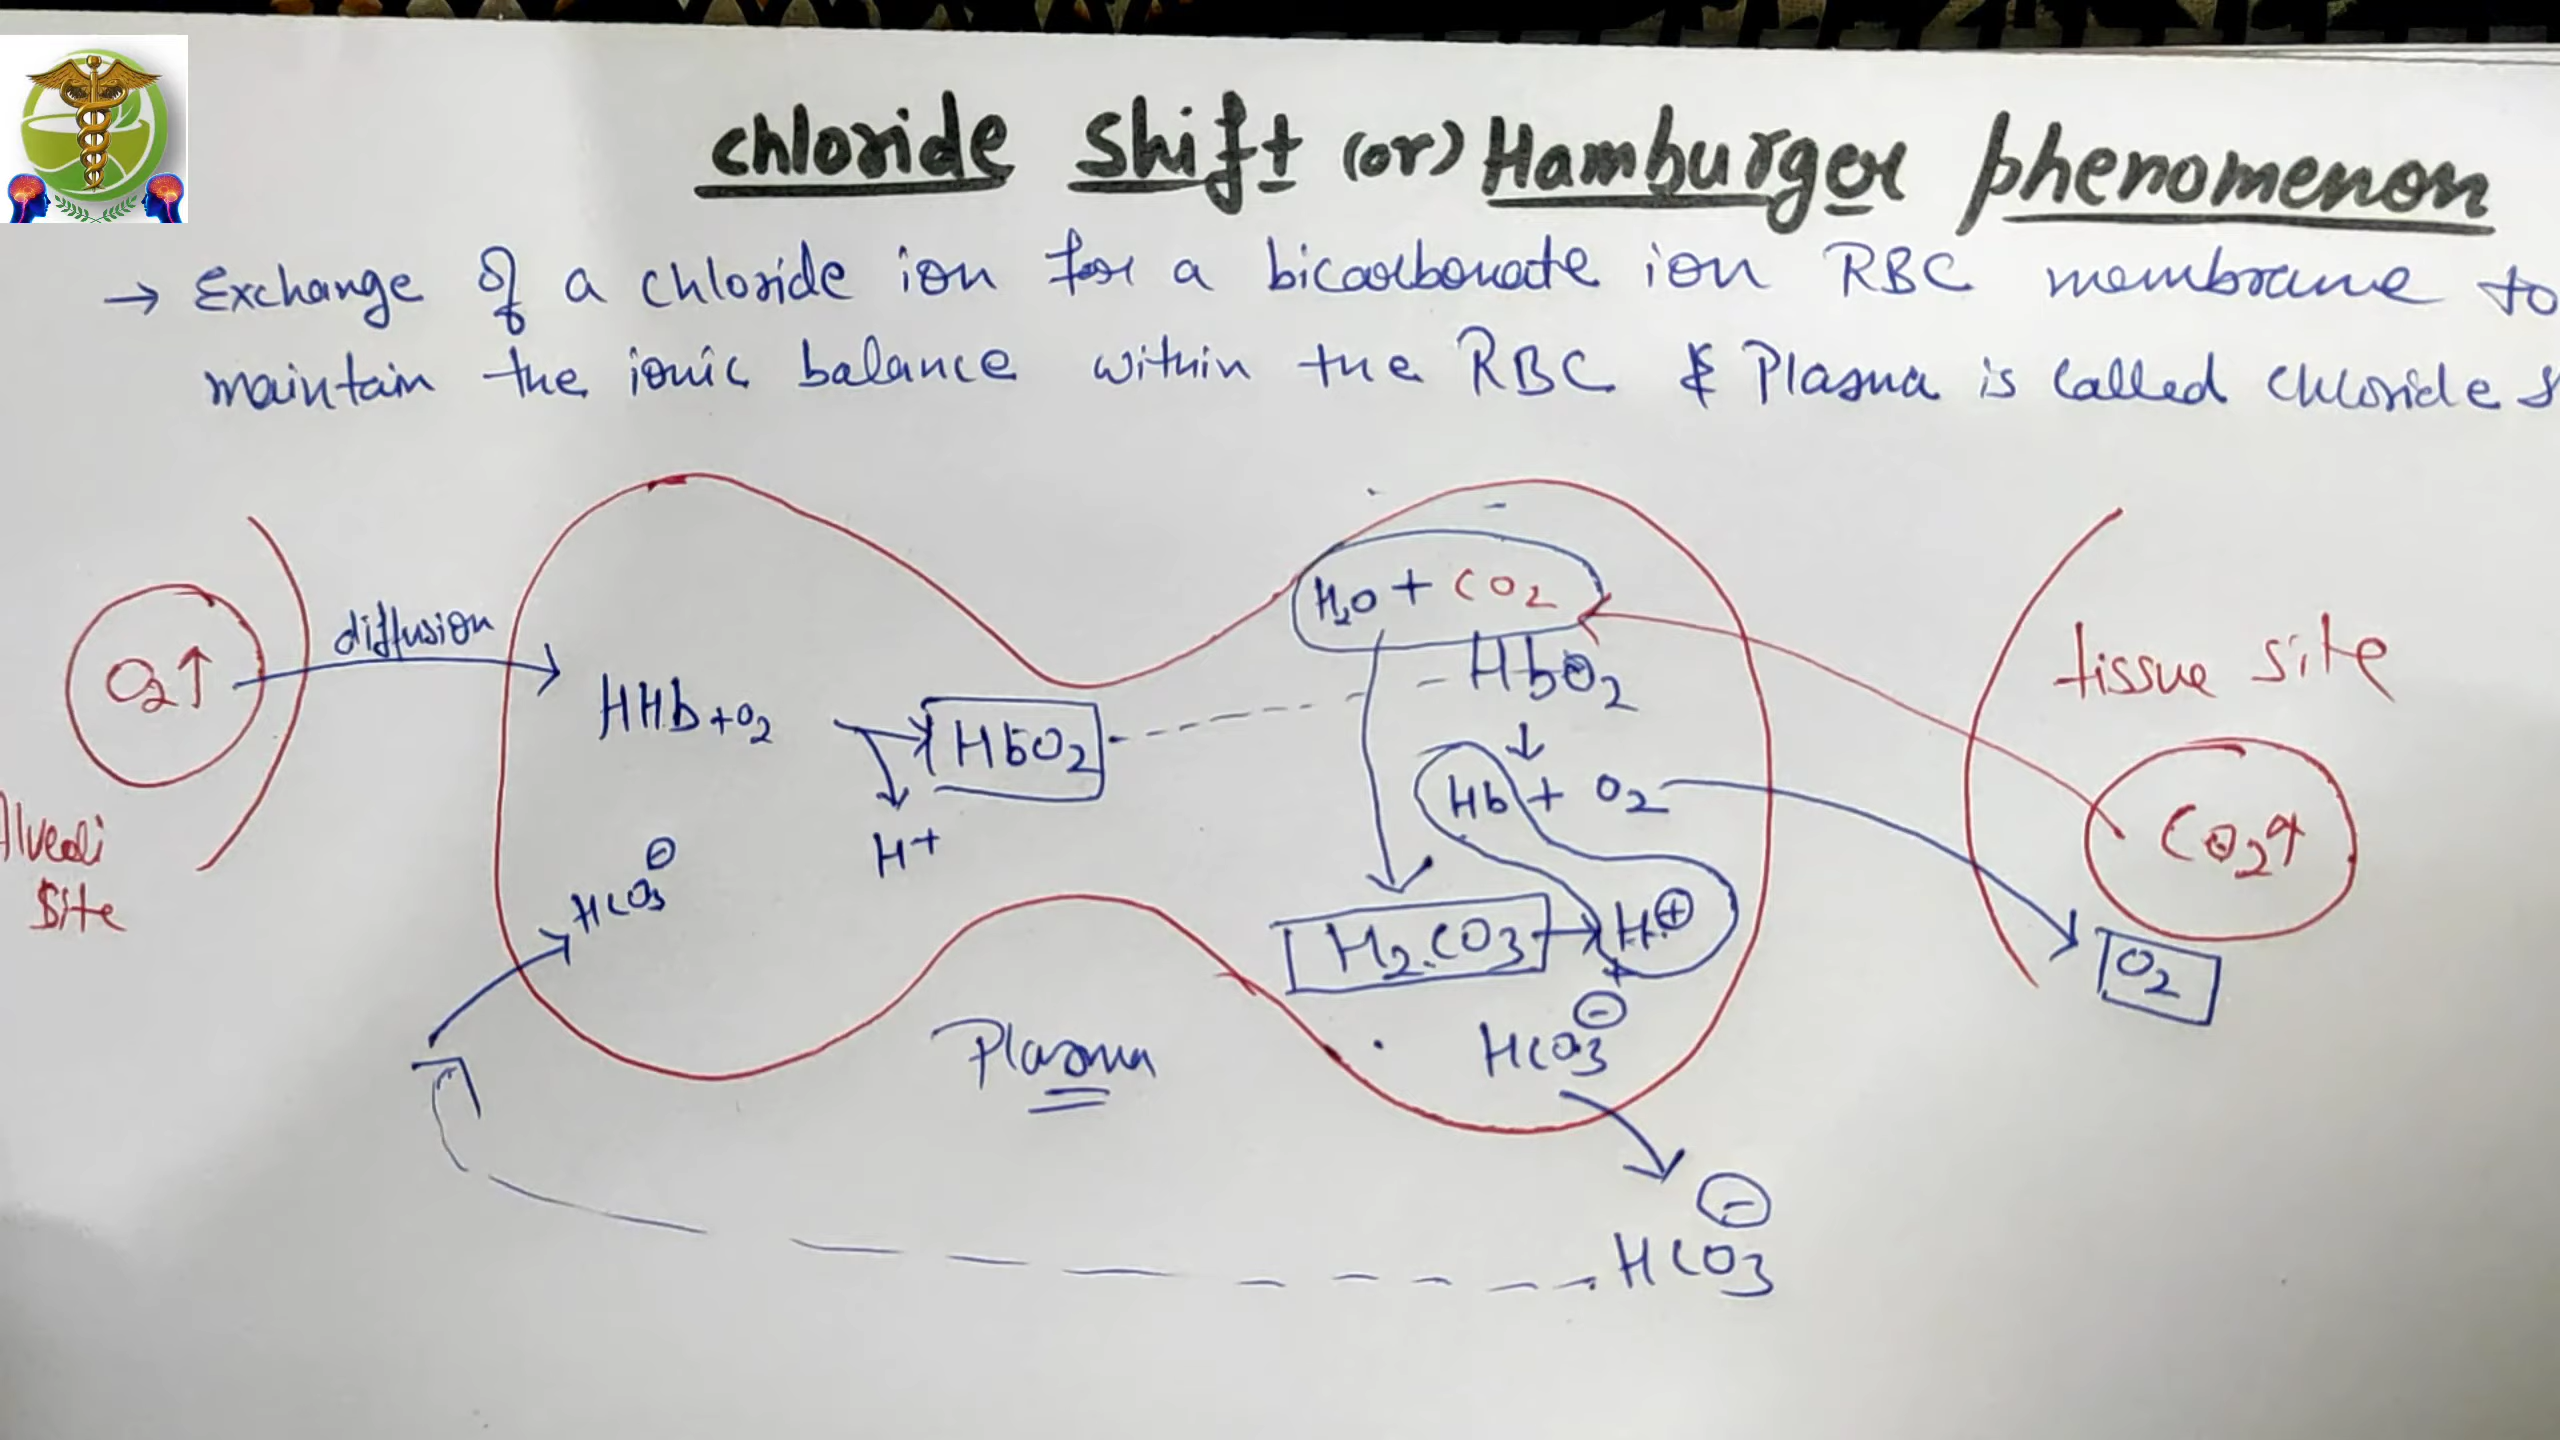 chloride shift (or) Hamburger phenomenon
→ Exchange of a chloride ion for a bicarbonate ion RBC membrane to
maintain the ionic balance within the RBC & Plasma is called chloride s
O2↑
diffusion
Alveoli
Site
HHb + O2 → HbO2
H+
HCO3⊖
H2O + CO2
HbO2
↓
Hb + O2
H2CO3 → H⊕
+
HCO3⊖
Plasma
HCO3⊖
tissue site
CO2↑
O2